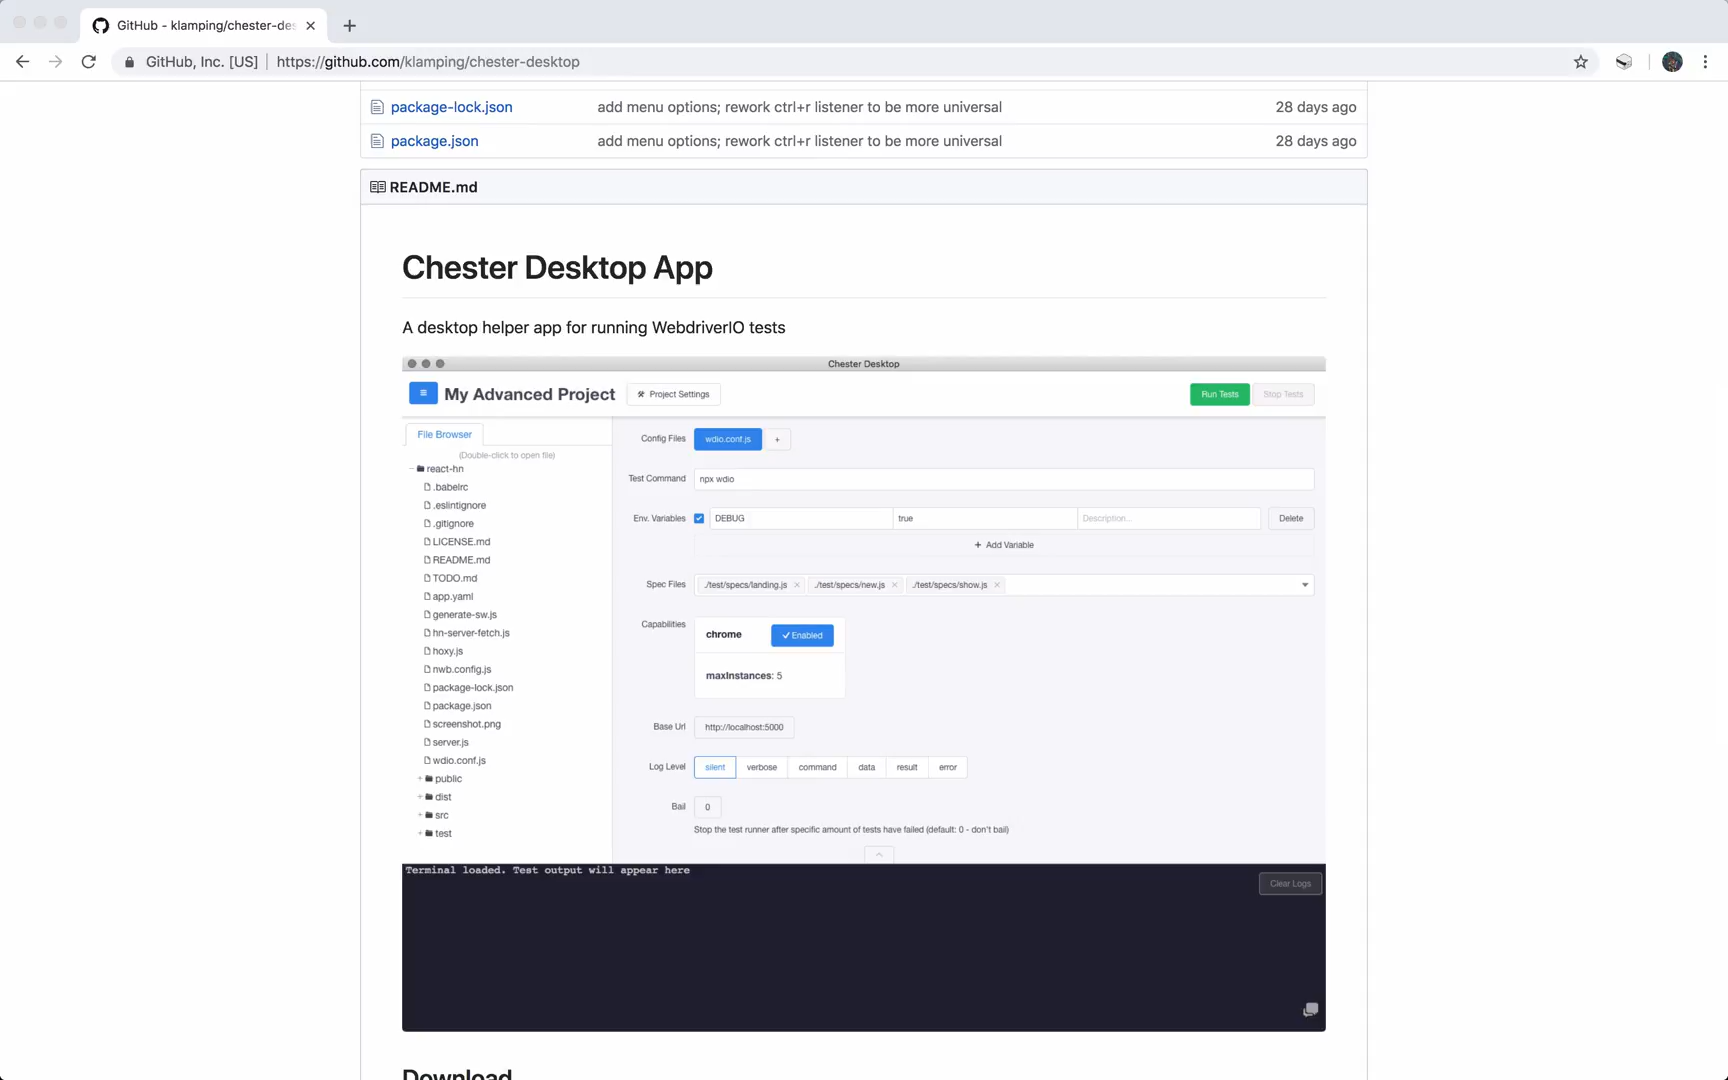 GitHub - klamping/chester-des
GitHub, Inc. [US] | https://github.com/klamping/chester-desktop
package-lock.json add menu options; rework ctrl+r listener to be more universal 28 days ago
package.json add menu options; rework ctrl+r listener to be more universal 28 days ago
README.md
Chester Desktop App
A desktop helper app for running WebdriverIO tests
Chester Desktop
My Advanced Project Project Settings Run Tests Stop Tests
File Browser
(Double-click to open file)
react-hn
.babelrc
.eslintignore
.gitignore
LICENSE.md
README.md
TODO.md
app.yaml
generate-sw.js
hn-server-fetch.js
hoxy.js
nwb.config.js
package-lock.json
package.json
screenshot.png
server.js
wdio.conf.js
public
dist
src
test
Config Files wdio.conf.js +
Test Command npx wdio
Env. Variables DEBUG true Description... Delete
+ Add Variable
Spec Files ./test/specs/landing.js × ./test/specs/new.js × ./test/specs/show.js ×
Capabilities
chrome ✓ Enabled
maxInstances: 5
Base Url http://localhost:5000
Log Level silent verbose command data result error
Bail 0
Stop the test runner after specific amount of tests have failed (default: 0 - don't bail)
Terminal loaded. Test output will appear here
Clear Logs
Download